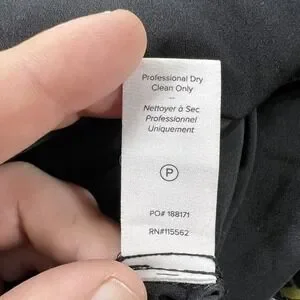 Professional Dry
Clean Only
—
Nettoyer à Sec
Professionnel
Uniquement
P
PO# 188171
RN#115562